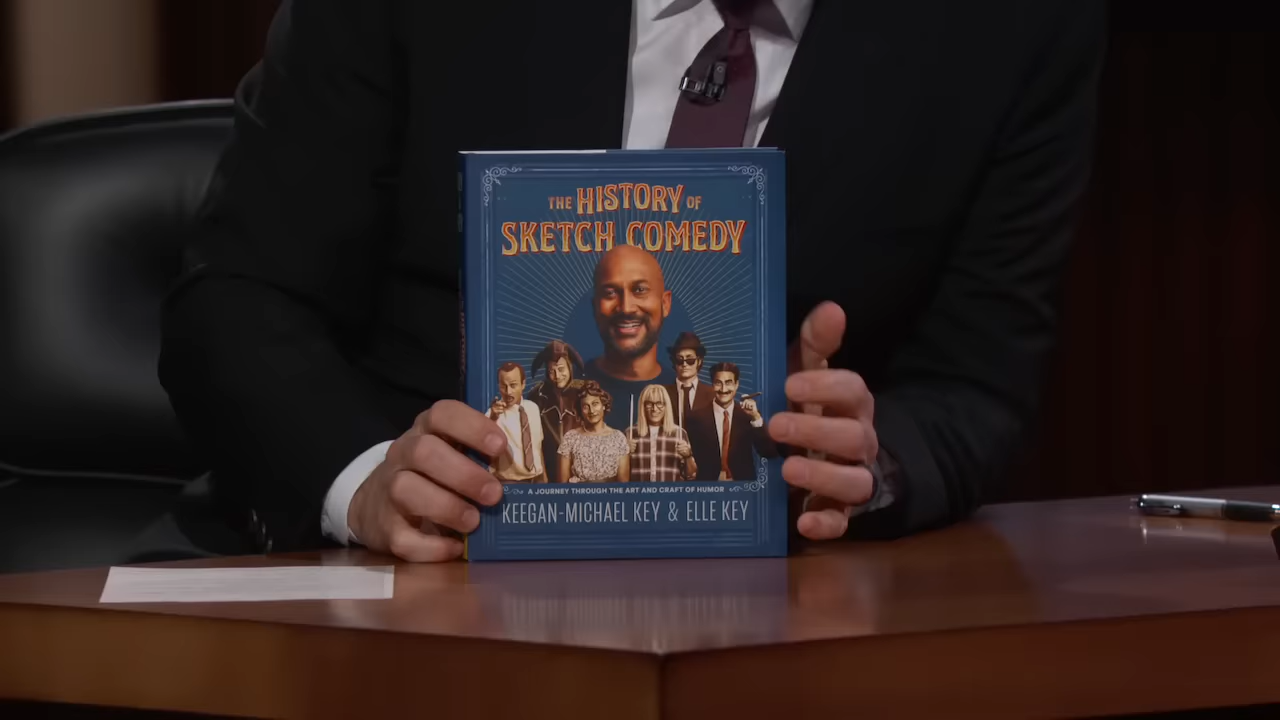 THE HISTORY OF
SKETCH COMEDY
A JOURNEY THROUGH THE ART AND CRAFT OF HUMOR
KEEGAN-MICHAEL KEY & ELLE KEY